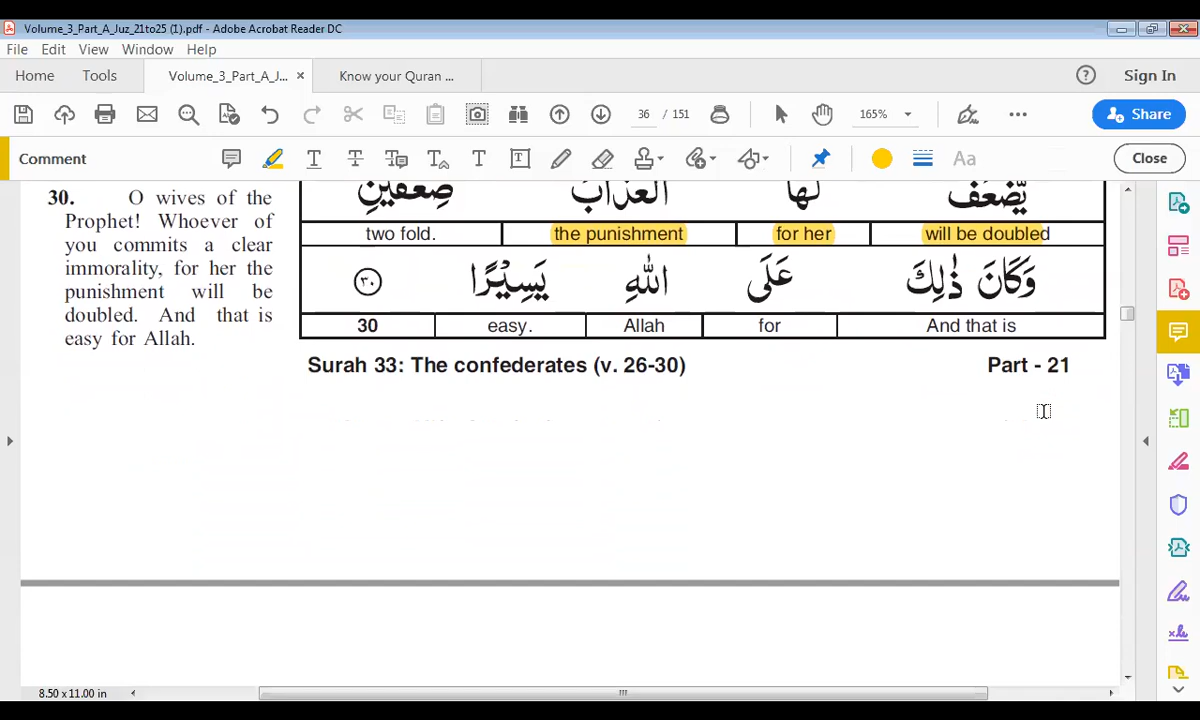 Volume_3_Part_A_Juz_21to25 (1).pdf - Adobe Acrobat Reader DC
File Edit View Window Help
Home Tools Volume_3_Part_A_J... × Know your Quran ... Sign In
36 / 151 165% Share
Comment Close
30. O wives of the
Prophet! Whoever of
you commits a clear
immorality, for her the
punishment will be
doubled. And that is
easy for Allah.
يُّضٰعَفْ لَهَا الْعَذَابُ ضِعْفَيْنِ
two fold. the punishment for her will be doubled
وَكَانَ ذٰلِكَ عَلَى اللّٰهِ يَسِيْرًا ٣٠
30 easy. Allah for And that is
Surah 33: The confederates (v. 26-30) Part - 21
8.50 x 11.00 in